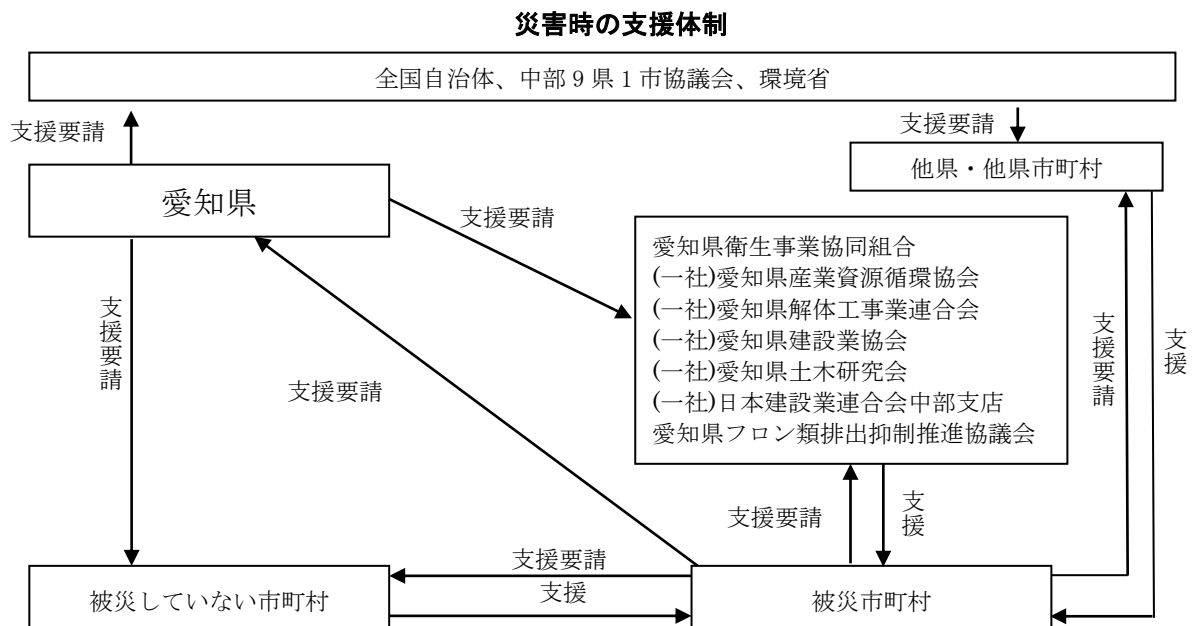 災害時の支援体制
全国自治体、中部9県1市協議会、環境省
支援要請
支援要請
他県・他県市町村
愛知県
支援要請
愛知県衛生事業協同組合
(一社)愛知県産業資源循環協会
(一社)愛知県解体工事業連合会
(一社)愛知県建設業協会
(一社)愛知県土木研究会
(一社)日本建設業連合会中部支店
愛知県フロン類排出抑制推進協議会
支援要請
支援要請
支援要請
支援
支援要請
支援
支援要請
支援
被災していない市町村
被災市町村